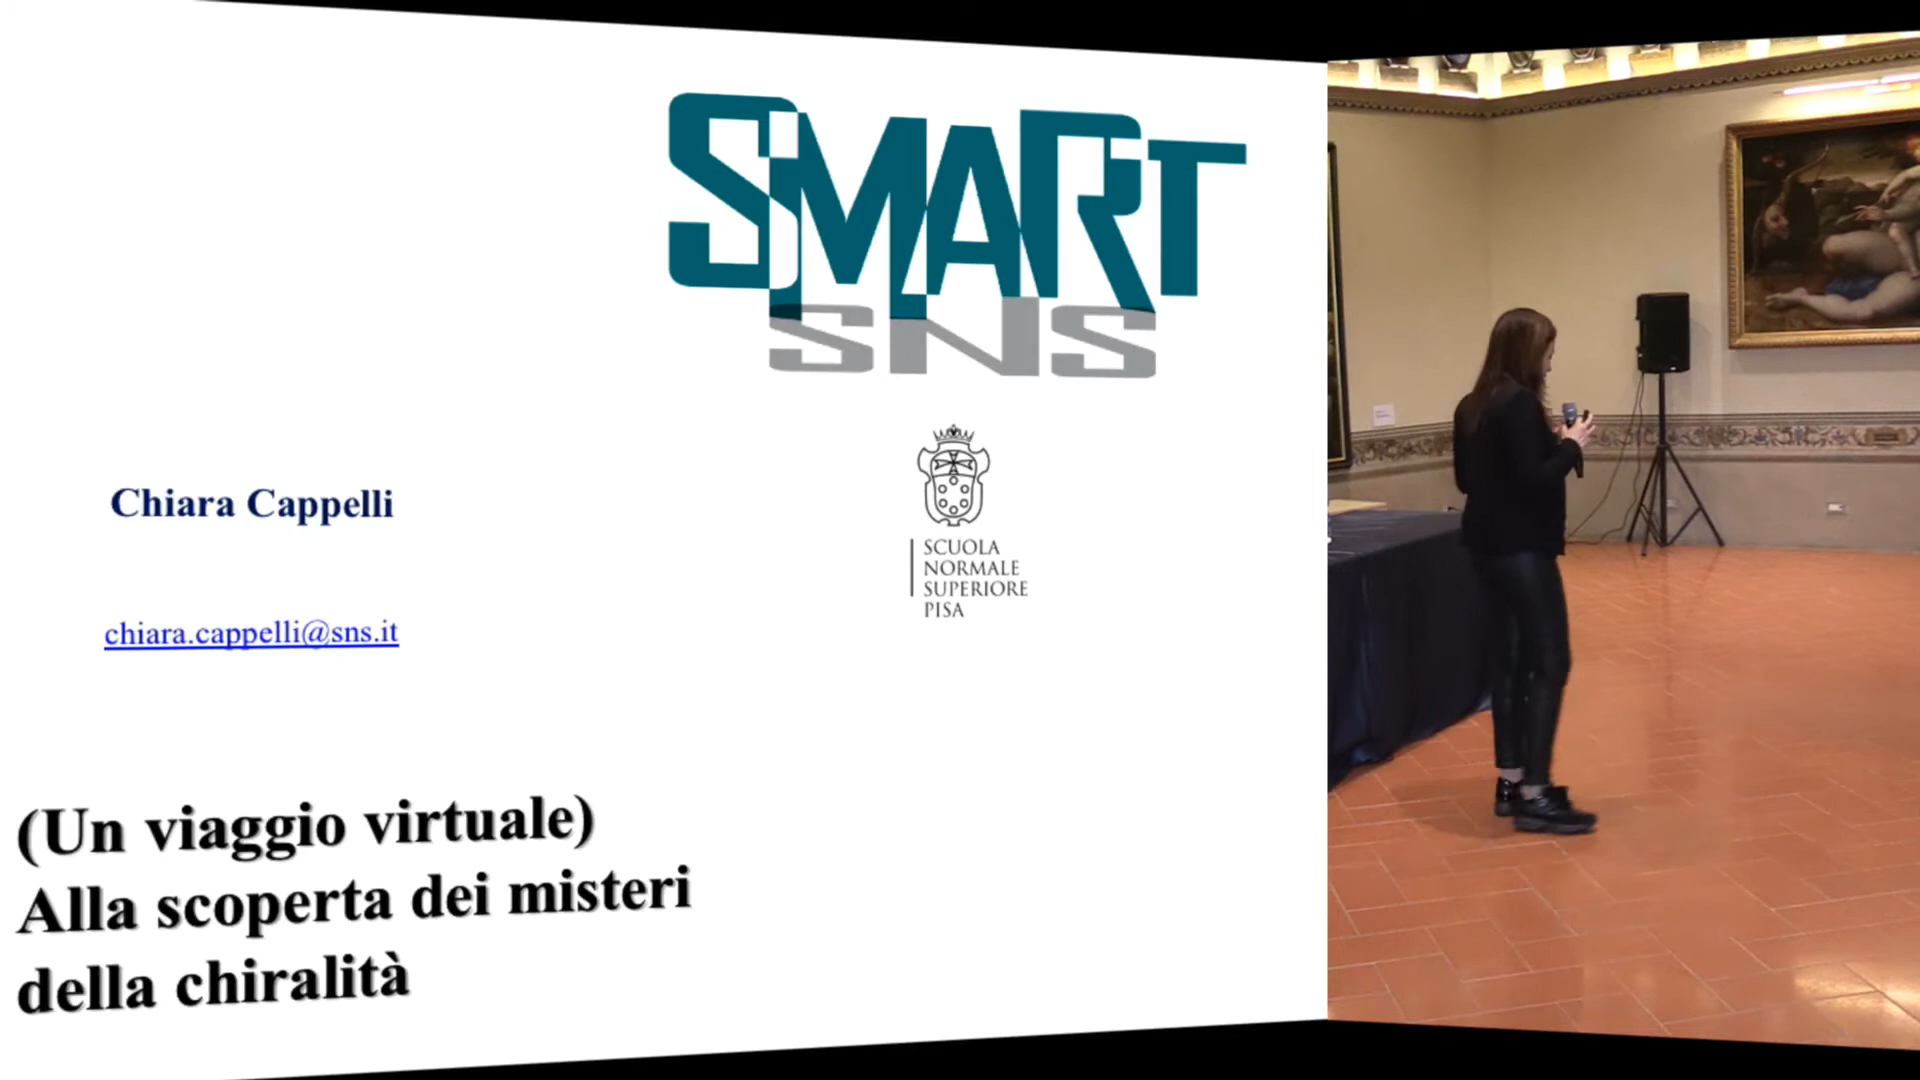 SMART
SNS
Chiara Cappelli
SCUOLA
NORMALE
SUPERIORE
PISA
chiara.cappelli@sns.it
(Un viaggio virtuale)
Alla scoperta dei misteri
della chiralità